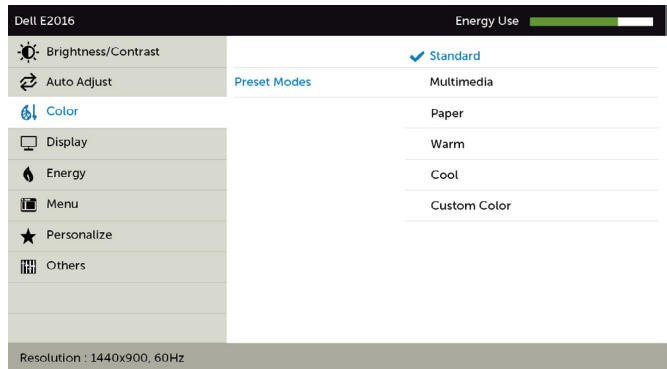 Dell E2016
Energy Use
Brightness/Contrast
Auto Adjust
Color
Display
Energy
Menu
Personalize
Others
Preset Modes
Standard
Multimedia
Paper
Warm
Cool
Custom Color
Resolution : 1440x900, 60Hz